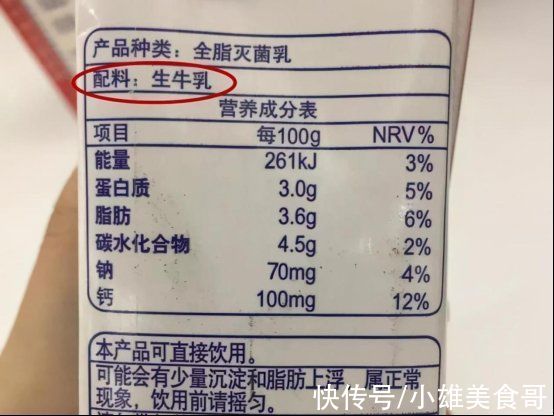 产品种类：全脂灭菌乳
配料：生牛乳
营养成分表
项目 每100g NRV%
能量 261kJ 3%
蛋白质 3.0g 5%
脂肪 3.6g 6%
碳水化合物 4.5g 2%
钠 70mg 4%
钙 100mg 12%
本产品可直接饮用。
可能会有少量沉淀和脂肪上浮，属正常
现象，饮用前请摇匀。
快传号/小雄美食哥